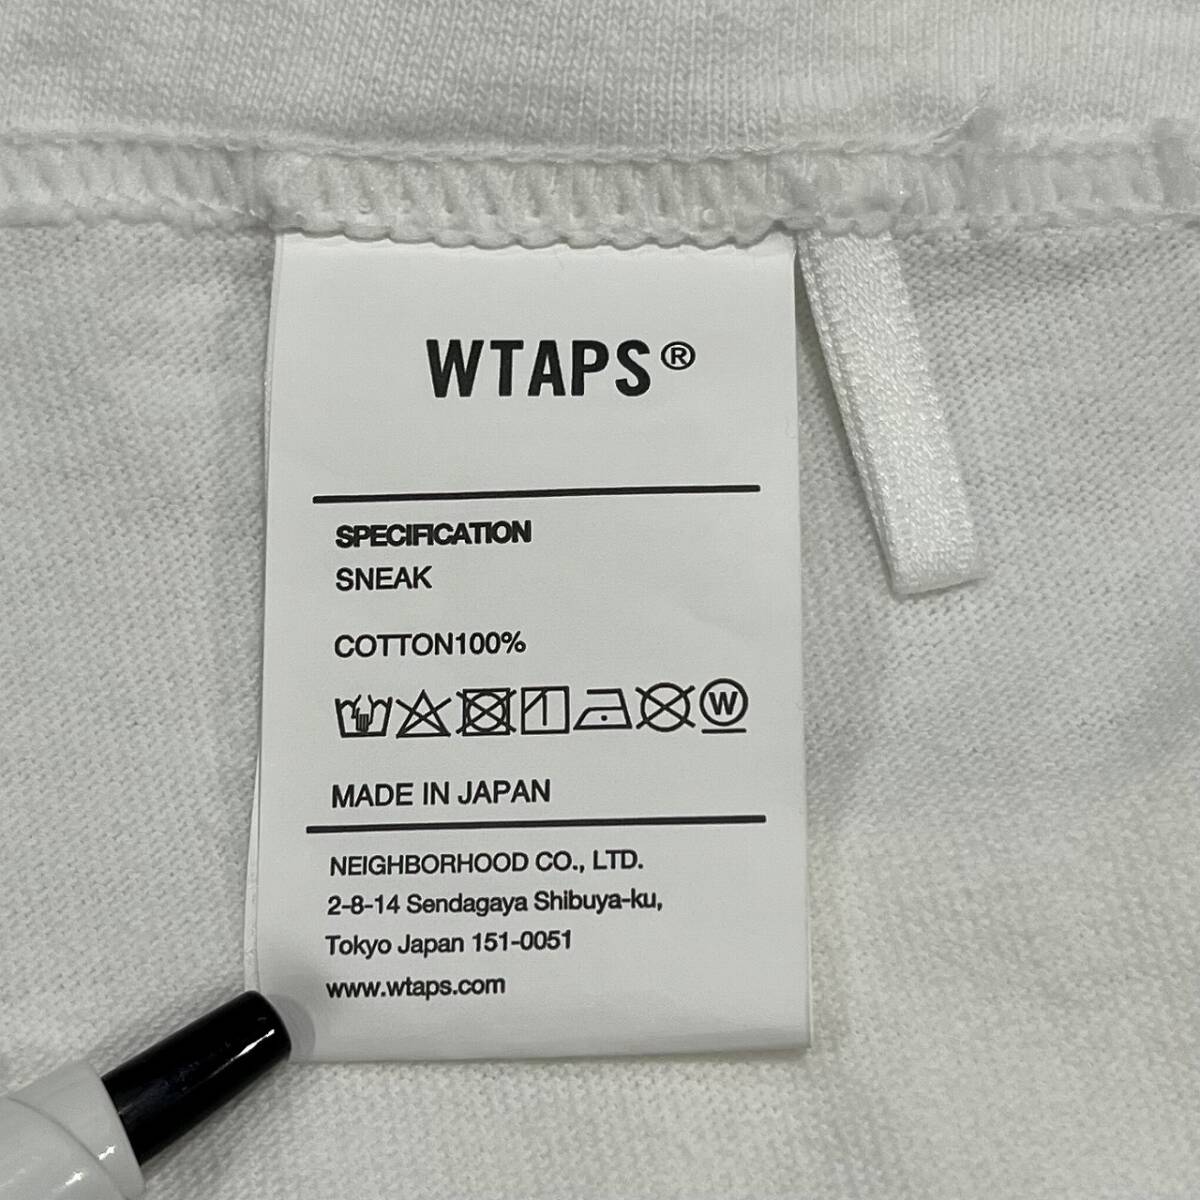 WTAPS®
SPECIFICATION
SNEAK
COTTON100%
W
MADE IN JAPAN
NEIGHBORHOOD CO., LTD.
2-8-14 Sendagaya Shibuya-ku,
Tokyo Japan 151-0051
www.wtaps.com